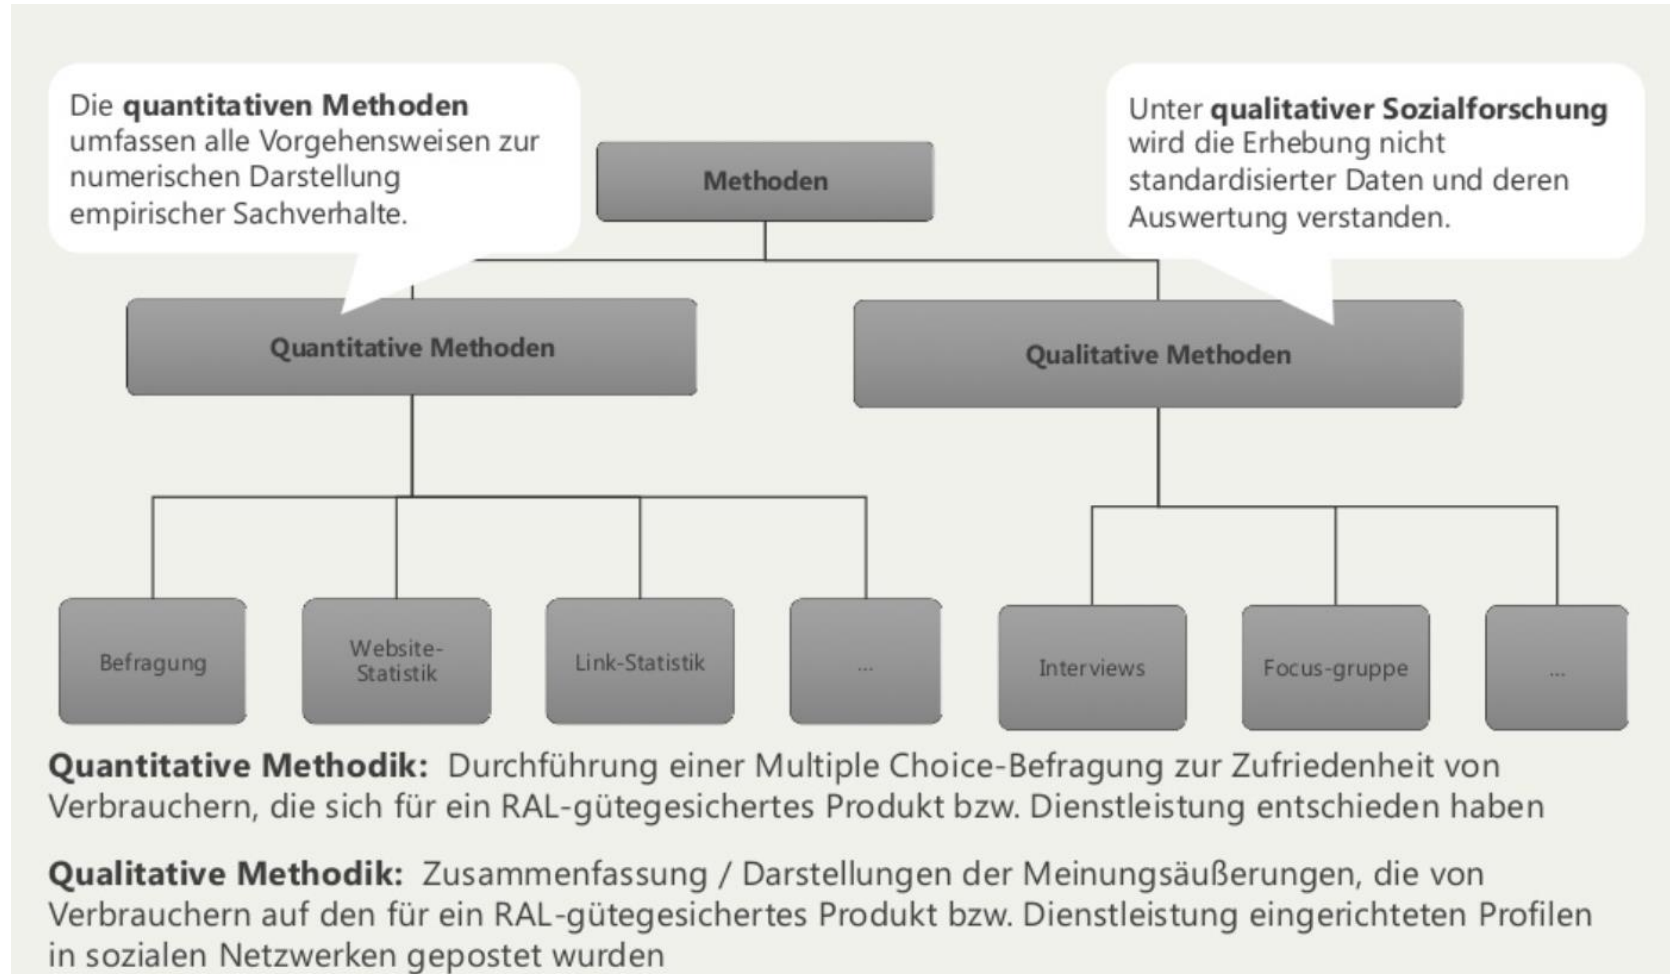 Die quantitativen Methoden
umfassen alle Vorgehensweisen zur
numerischen Darstellung
empirischer Sachverhalte.
Methoden
Unter qualitativer Sozialforschung
wird die Erhebung nicht
standardisierter Daten und deren
Auswertung verstanden.
Quantitative Methoden
Qualitative Methoden
Befragung
Website-
Statistik
Link-Statistik
...
Interviews
Focus-gruppe
...
Quantitative Methodik: Durchführung einer Multiple Choice-Befragung zur Zufriedenheit von
Verbrauchern, die sich für ein RAL-gütegesichertes Produkt bzw. Dienstleistung entschieden haben
Qualitative Methodik: Zusammenfassung / Darstellungen der Meinungsäußerungen, die von
Verbrauchern auf den für ein RAL-gütegesichertes Produkt bzw. Dienstleistung eingerichteten Profilen
in sozialen Netzwerken gepostet wurden